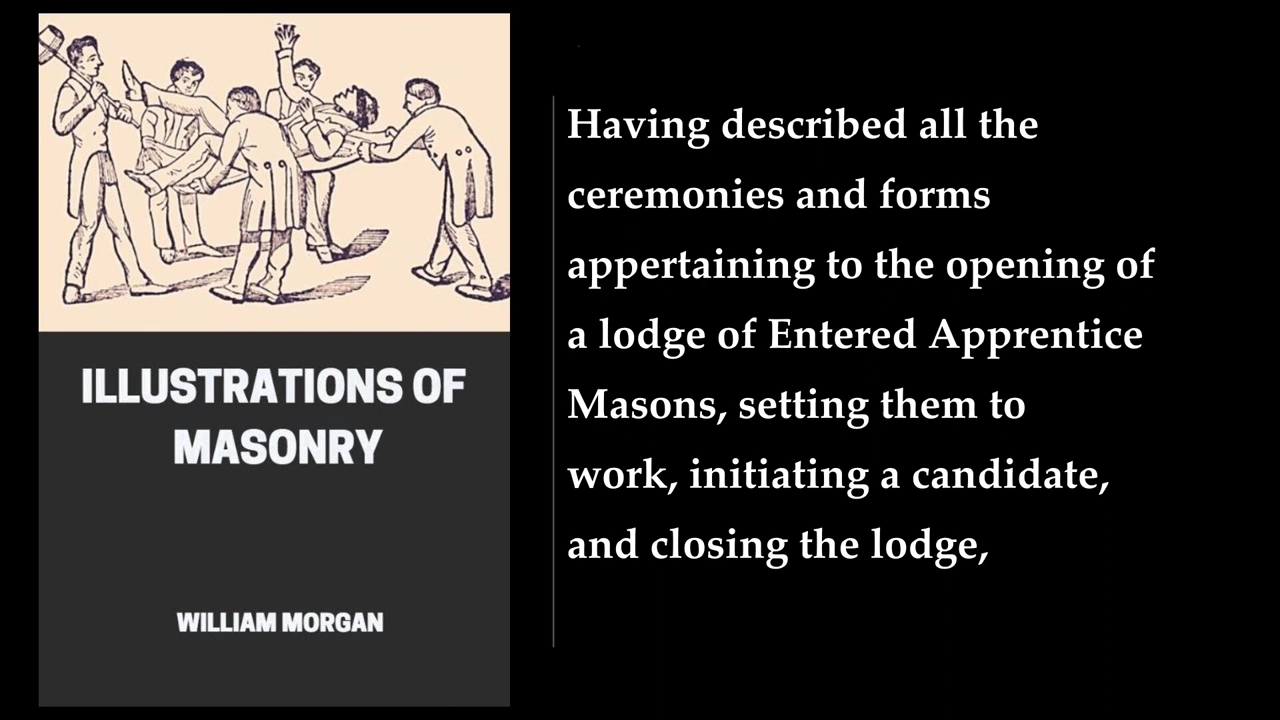 ILLUSTRATIONS OF
MASONRY
WILLIAM MORGAN
Having described all the
ceremonies and forms
appertaining to the opening of
a lodge of Entered Apprentice
Masons, setting them to
work, initiating a candidate,
and closing the lodge,